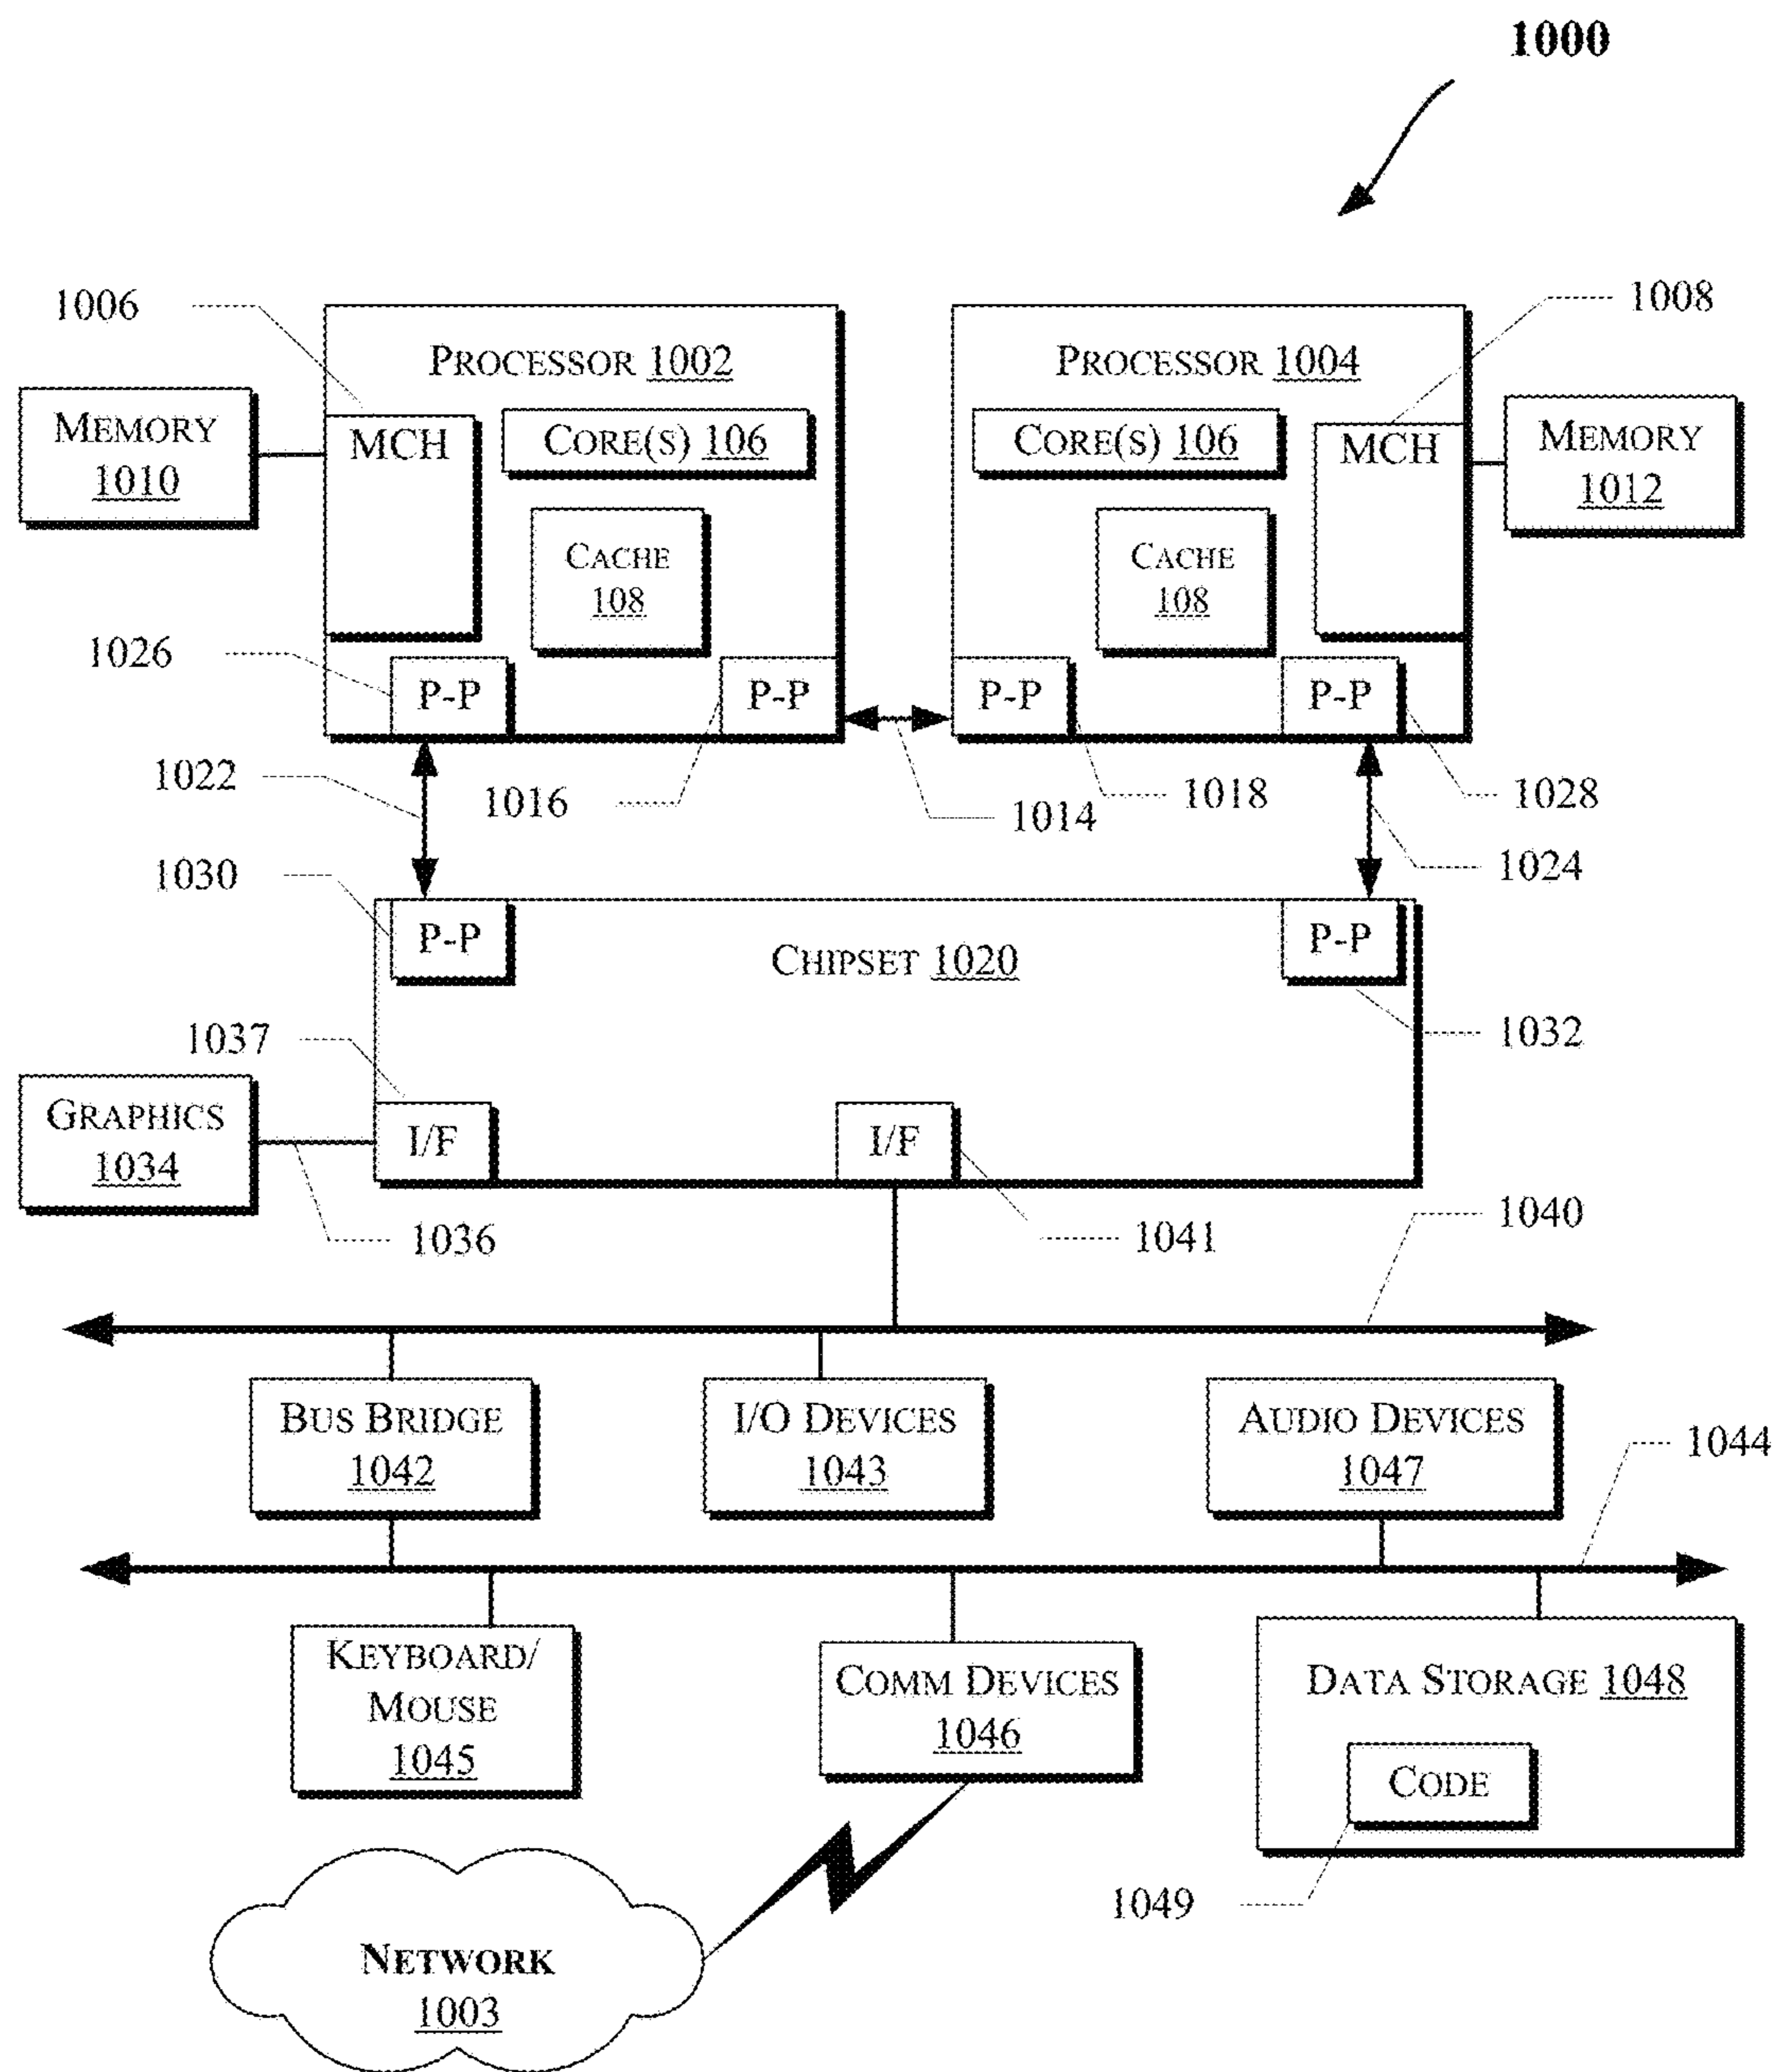 1000
1006
1008
PROCESSOR 1002
PROCESSOR 1004
MEMORY
1010
MCH
CORE(S) 106
CORE(S) 106
MCH
MEMORY
1012
CACHE
108
CACHE
108
1026
P-P
P-P
P-P
P-P
1022
1016
1014
1018
1028
1030
1024
P-P
CHIPSET 1020
P-P
1037
1032
GRAPHICS
1034
I/F
I/F
1036
1041
1040
BUS BRIDGE
1042
I/O DEVICES
1043
AUDIO DEVICES
1047
1044
KEYBOARD/
MOUSE
1045
COMM DEVICES
1046
DATA STORAGE 1048
CODE
1049
NETWORK
1003